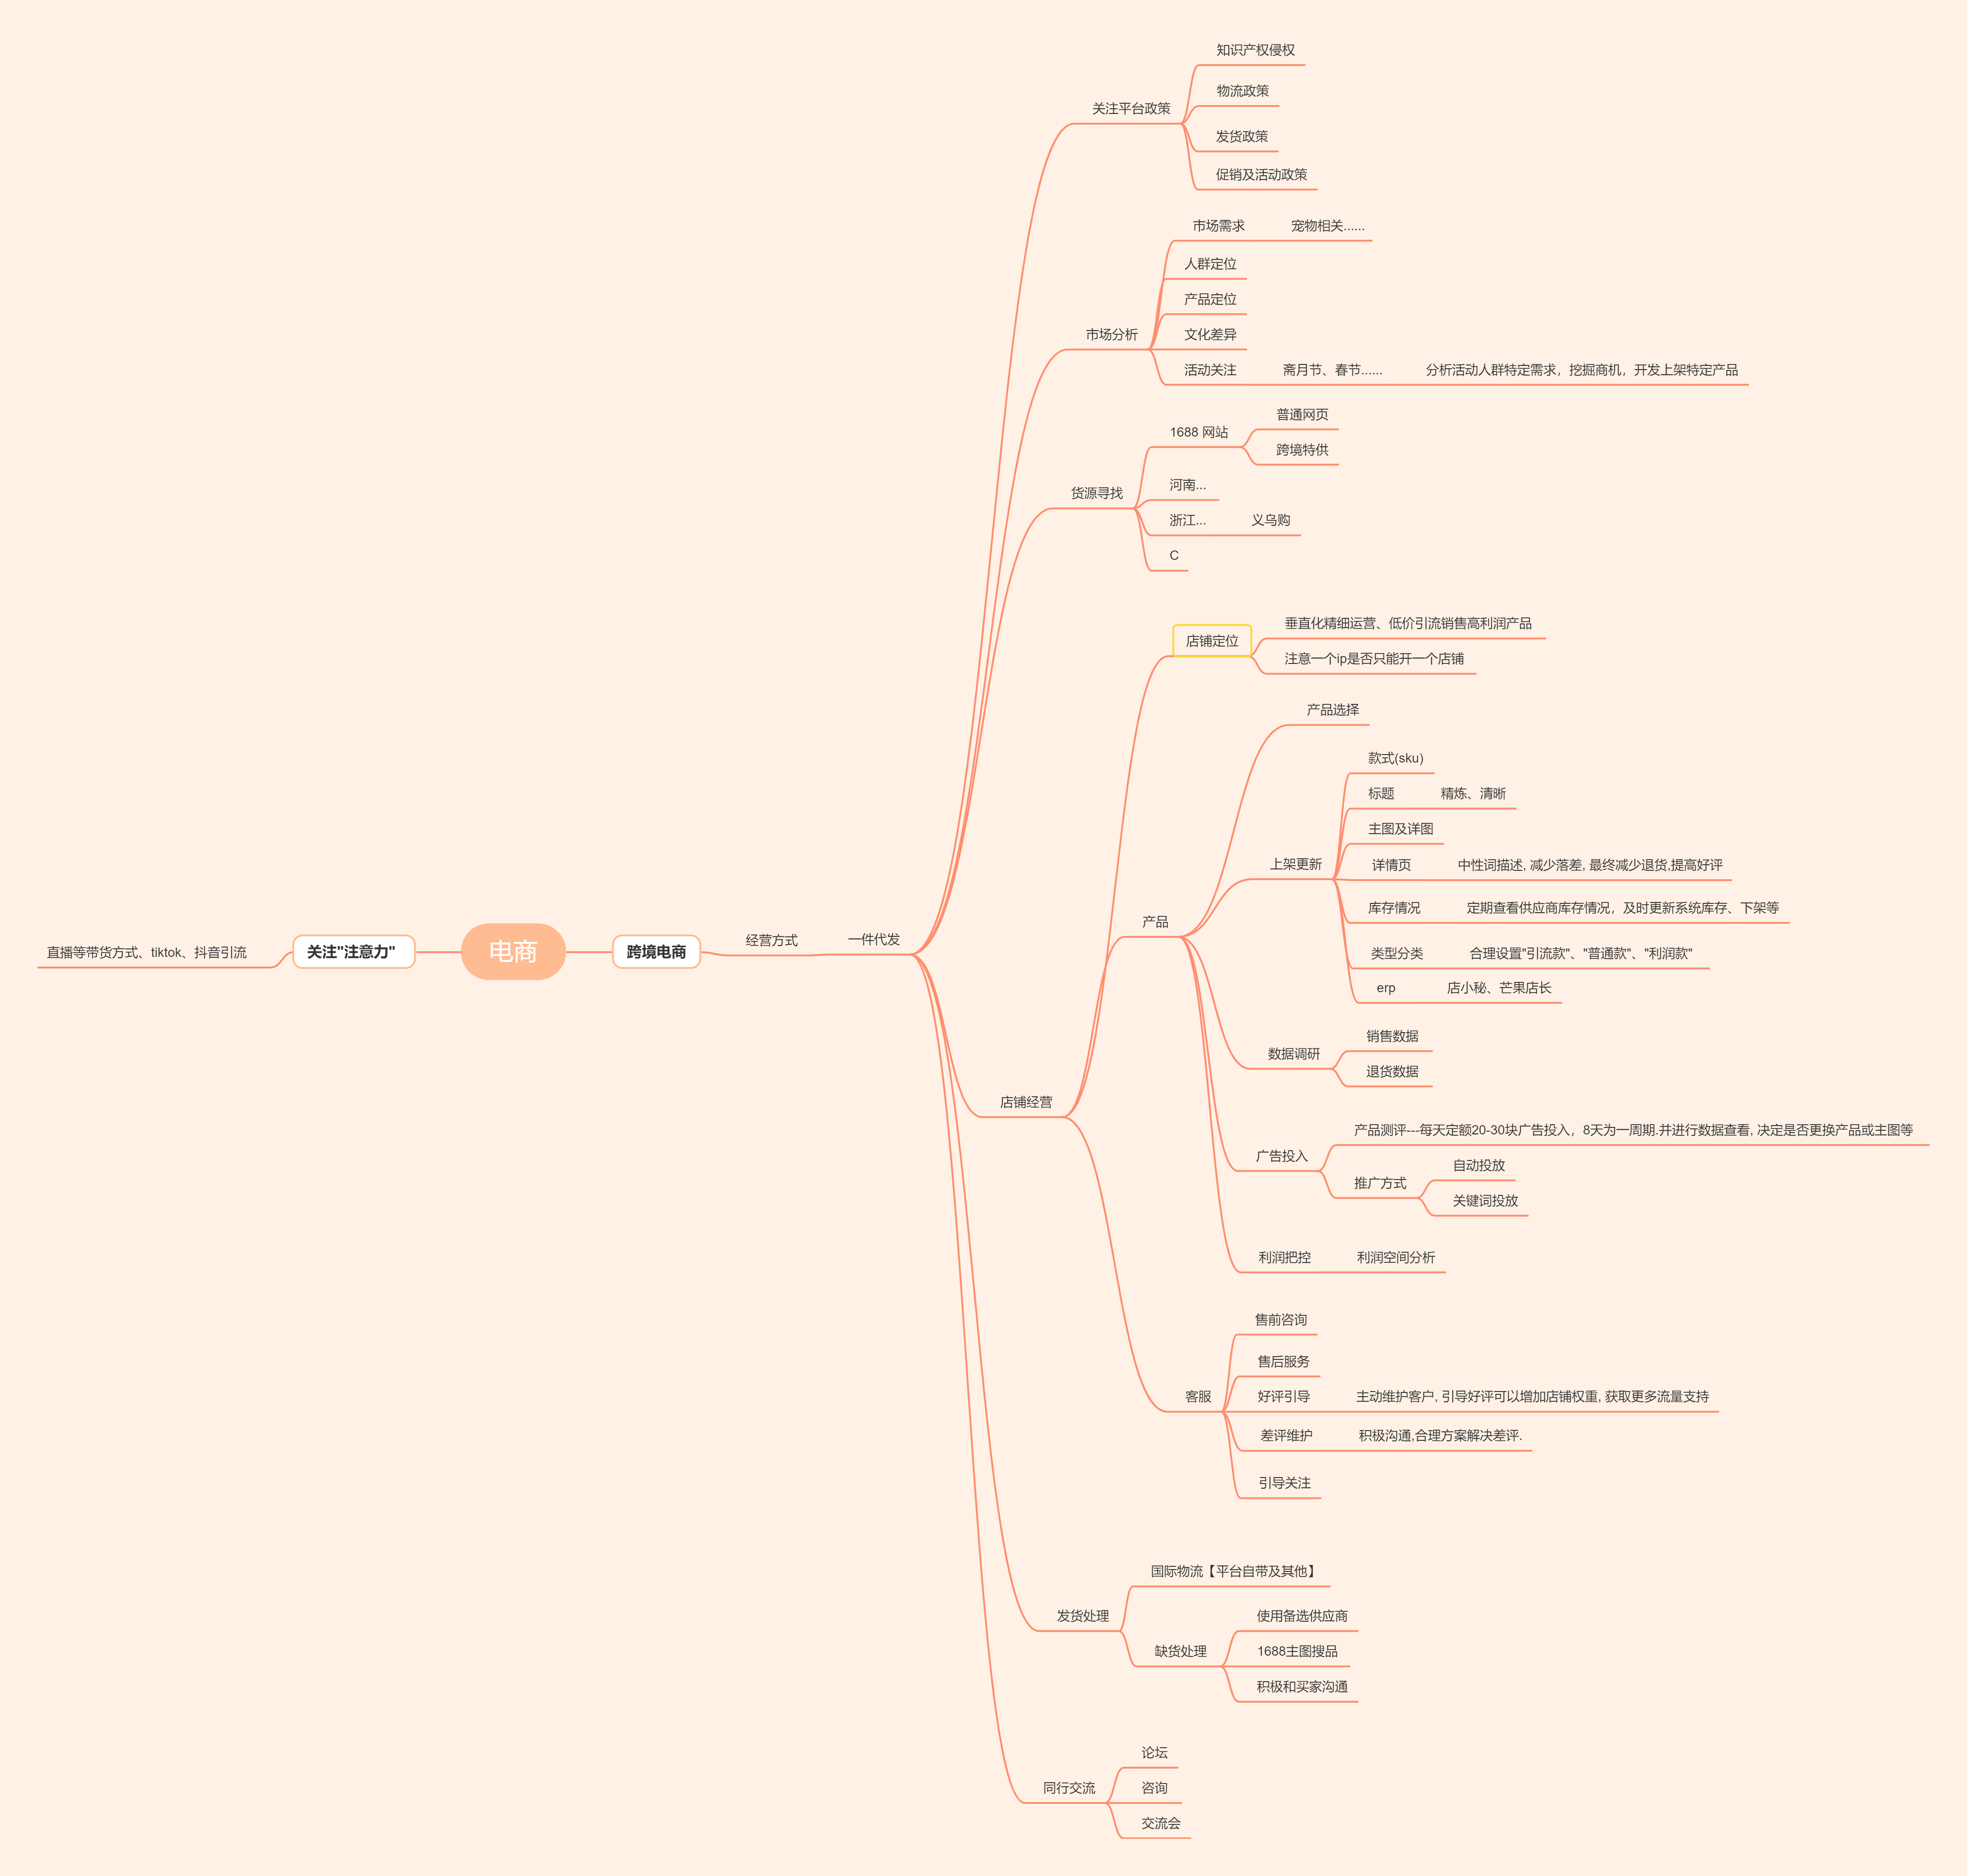 电商
关注"注意力"
直播等带货方式、tiktok、抖音引流
跨境电商
经营方式
一件代发
关注平台政策
知识产权侵权
物流政策
发货政策
促销及活动政策
市场分析
市场需求
宠物相关......
人群定位
产品定位
文化差异
活动关注
斋月节、春节......
分析活动人群特定需求，挖掘商机，开发上架特定产品
货源寻找
1688 网站
普通网页
跨境特供
河南...
浙江...
义乌购
C
店铺经营
店铺定位
垂直化精细运营、低价引流销售高利润产品
注意一个ip是否只能开一个店铺
产品
产品选择
上架更新
款式(sku)
标题
精炼、清晰
主图及详图
详情页
中性词描述, 减少落差, 最终减少退货,提高好评
库存情况
定期查看供应商库存情况，及时更新系统库存、下架等
类型分类
合理设置"引流款"、"普通款"、"利润款"
erp
店小秘、芒果店长
数据调研
销售数据
退货数据
广告投入
产品测评---每天定额20-30块广告投入，8天为一周期.并进行数据查看, 决定是否更换产品或主图等
推广方式
自动投放
关键词投放
利润把控
利润空间分析
客服
售前咨询
售后服务
好评引导
主动维护客户, 引导好评可以增加店铺权重, 获取更多流量支持
差评维护
积极沟通,合理方案解决差评.
引导关注
发货处理
国际物流【平台自带及其他】
缺货处理
使用备选供应商
1688主图搜品
积极和买家沟通
同行交流
论坛
咨询
交流会